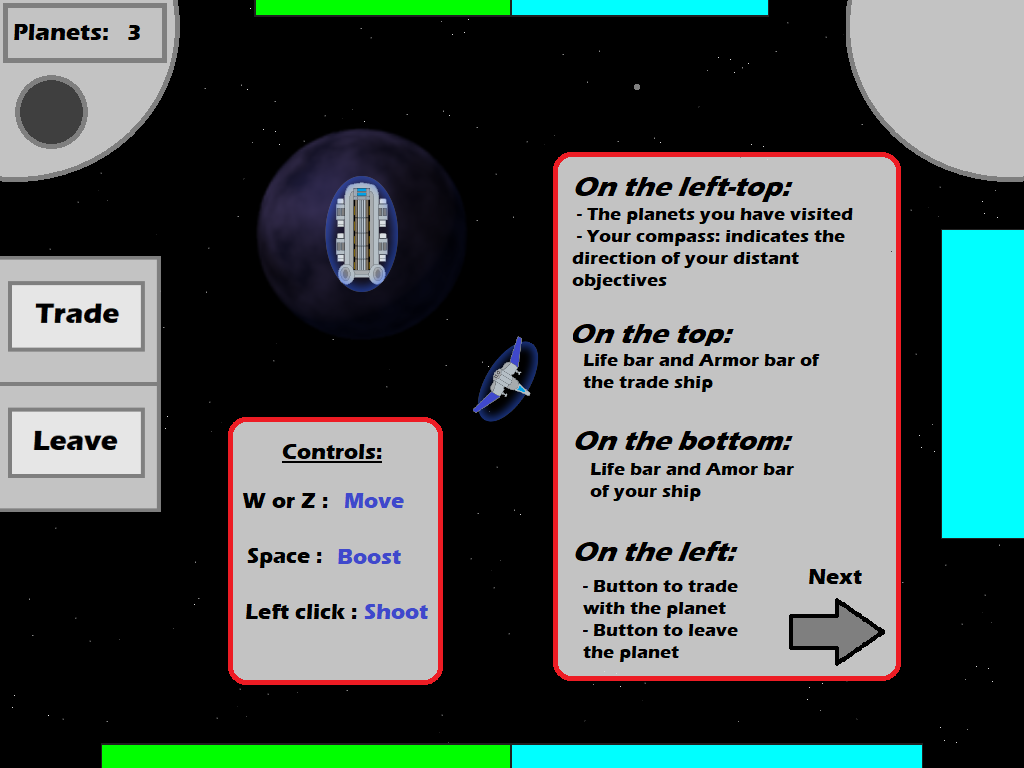 Planets: 3
Trade
Leave
Controls:
W or Z : Move
Space : Boost
Left click : Shoot
On the left-top:
- The planets you have visited
- Your compass: indicates the
direction of your distant
objectives
On the top:
Life bar and Armor bar of
the trade ship
On the bottom:
Life bar and Amor bar
of your ship
On the left:
- Button to trade
with the planet
- Button to leave
the planet
Next